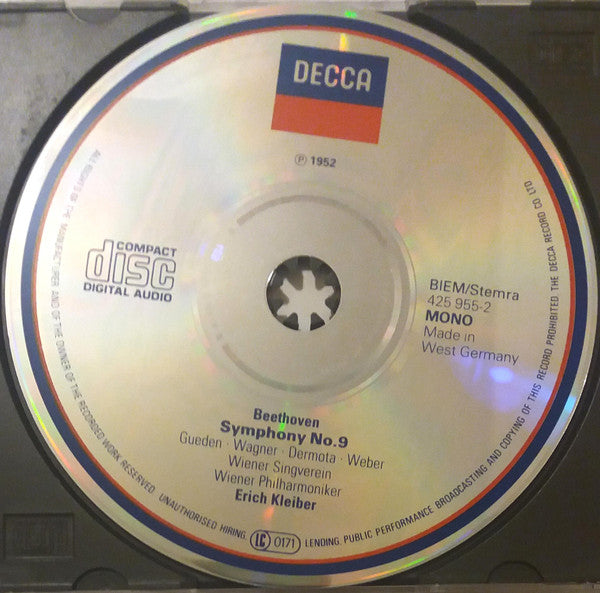 DECCA
℗ 1952
COMPACT
disc
DIGITAL AUDIO
BIEM/Stemra
425 955-2
MONO
Made in
West Germany
Beethoven
Symphony No.9
Gueden · Wagner · Dermota · Weber
Wiener Singverein
Wiener Philharmoniker
Erich Kleiber
ALL RIGHTS OF THE MANUFACTURER AND OF THE OWNER OF THE RECORDED WORK RESERVED. UNAUTHORISED HIRING, LC 0171 LENDING, PUBLIC PERFORMANCE, BROADCASTING AND COPYING OF THIS RECORD PROHIBITED. THE DECCA RECORD CO LTD